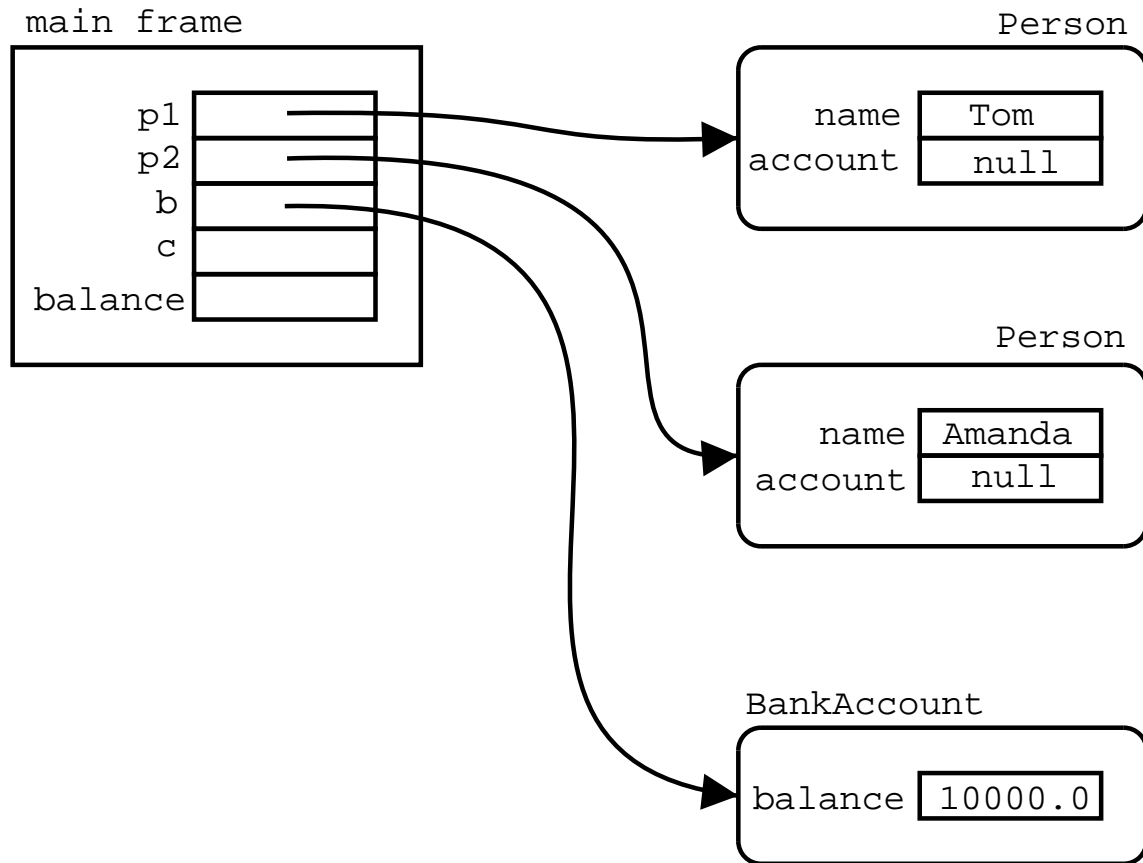 main frame
p1
p2
b
c
balance
Person
name Tom
account null
Person
name Amanda
account null
BankAccount
balance 10000.0